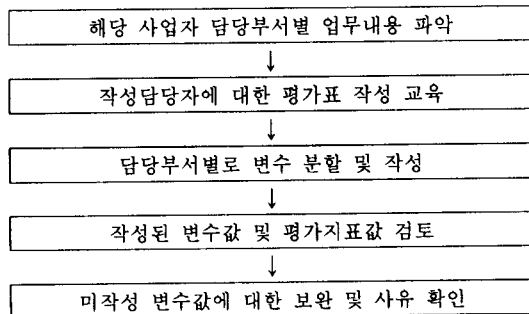 해당 사업자 담당부서별 업무내용 파악
↓
작성담당자에 대한 평가표 작성 교육
↓
담당부서별로 변수 분할 및 작성
↓
작성된 변수값 및 평가지표값 검토
↓
미작성 변수값에 대한 보완 및 사유 확인